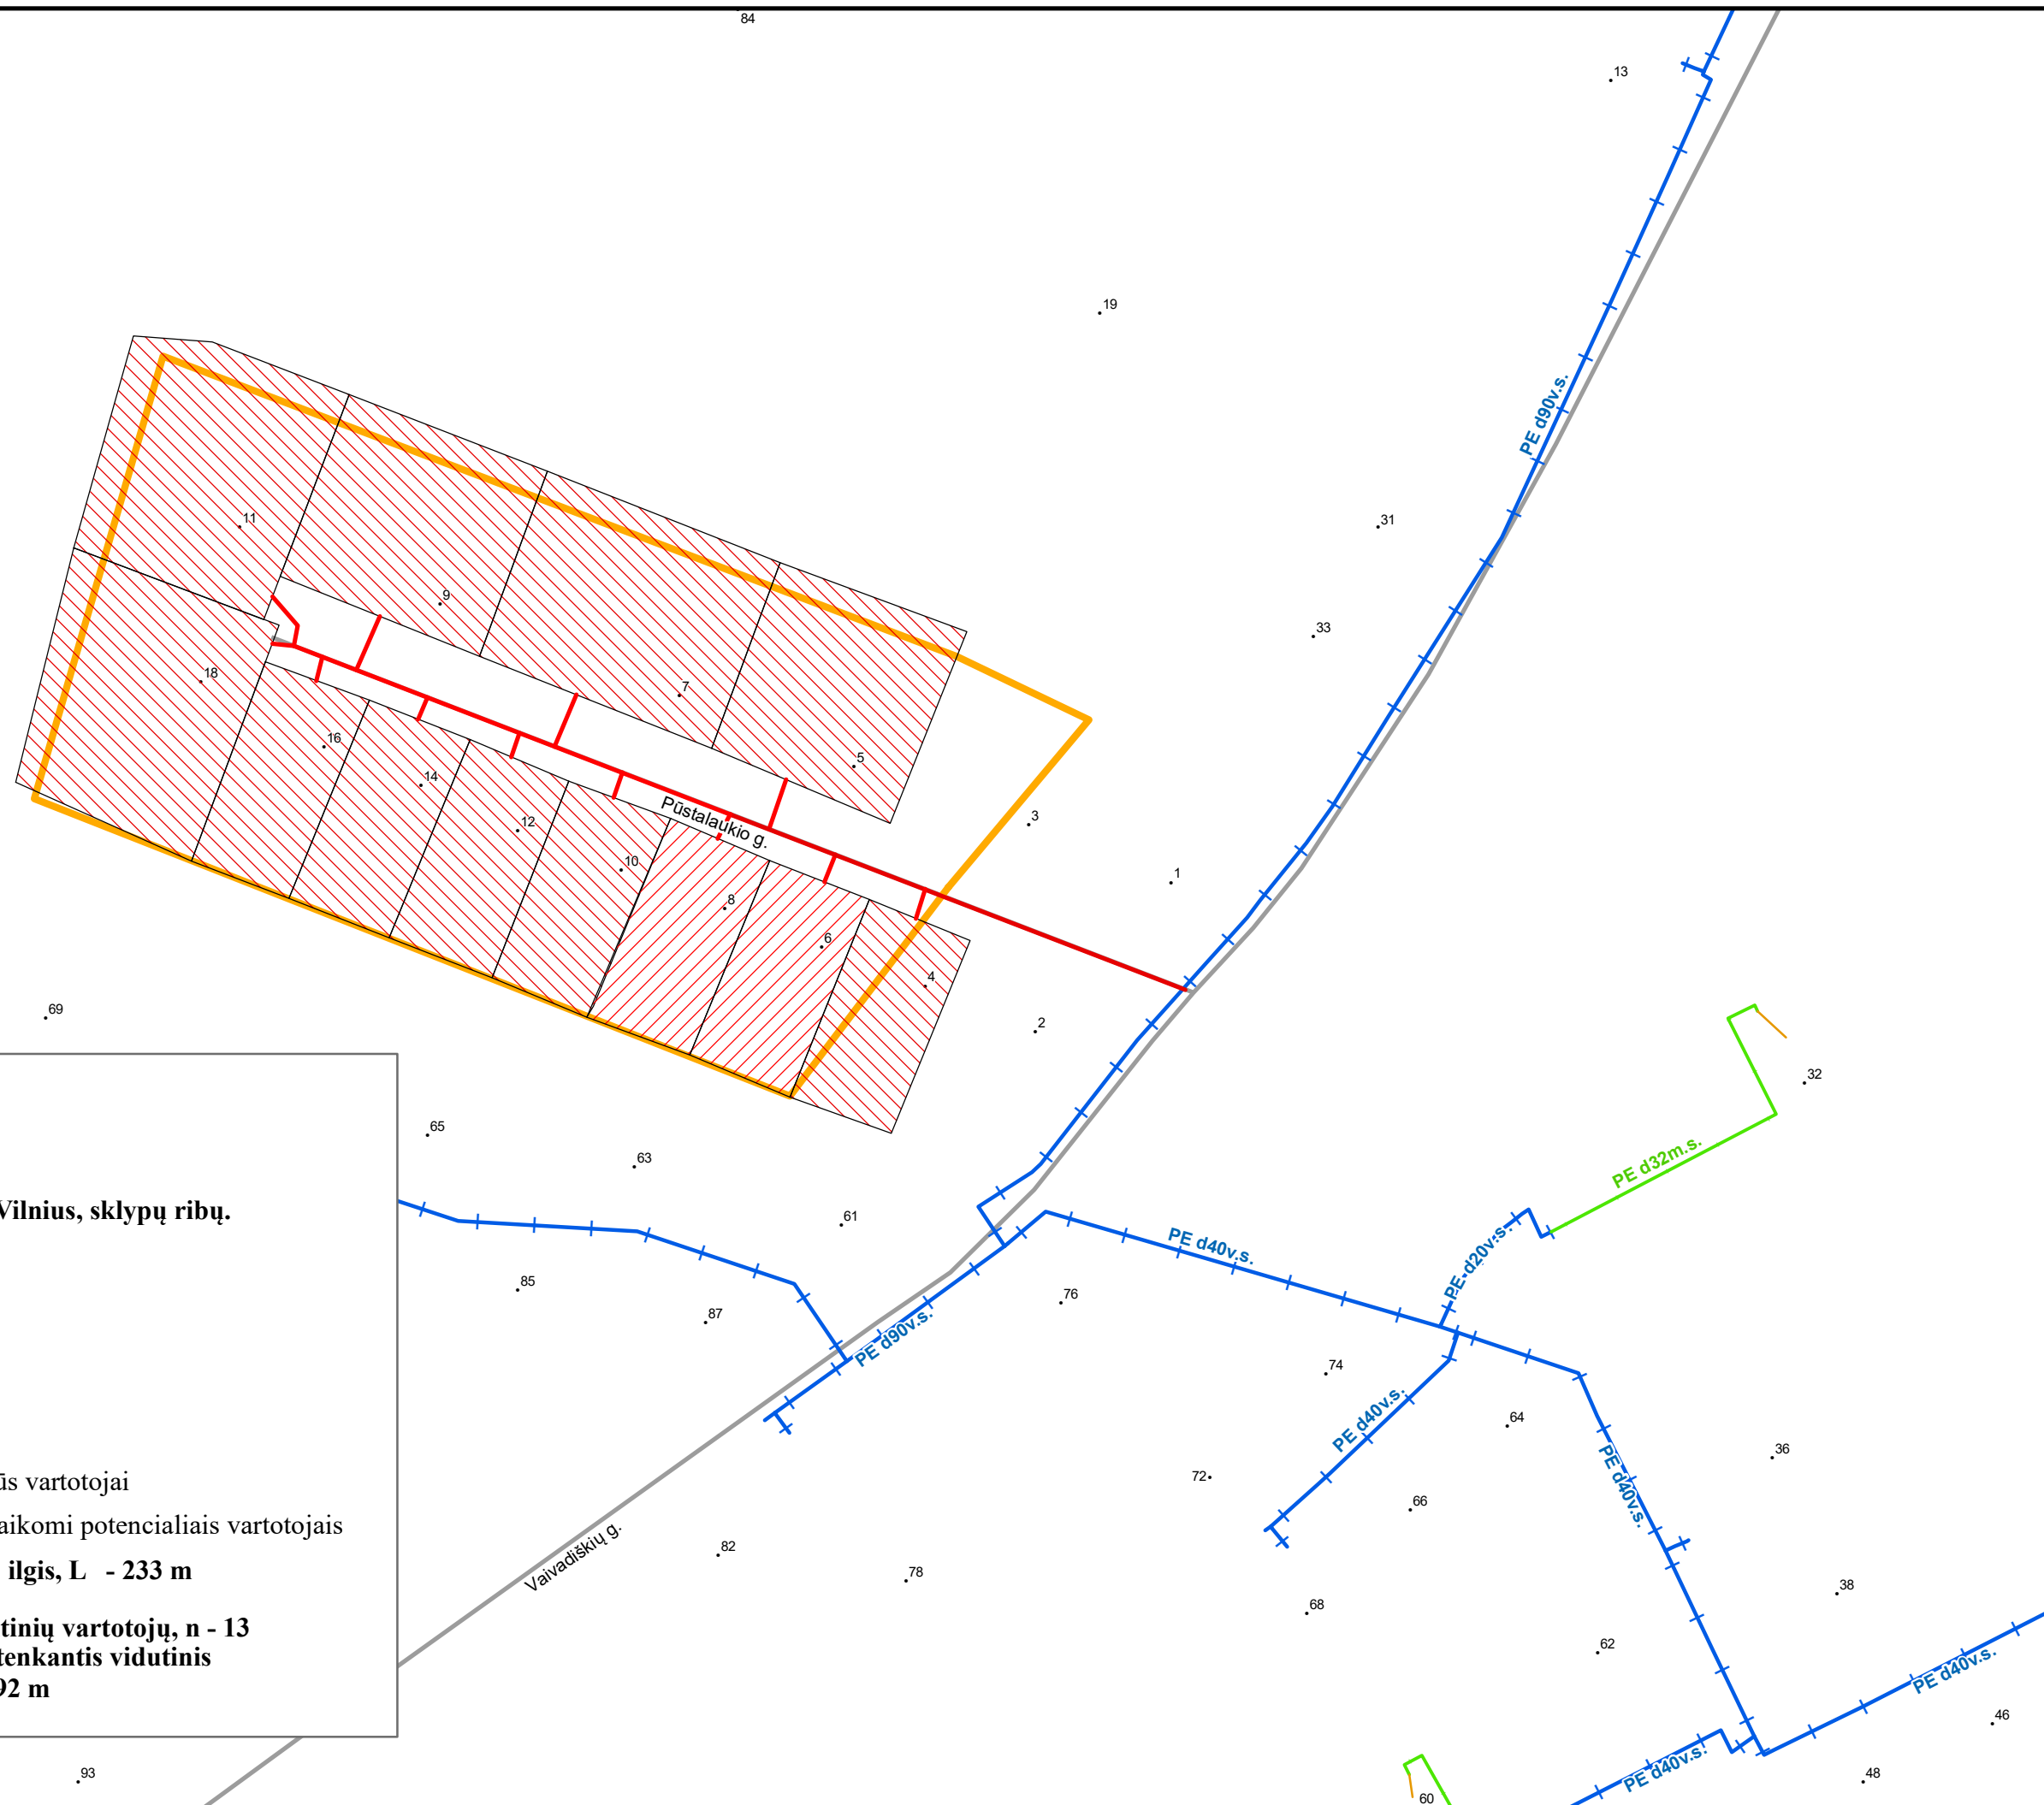 84
13
19
PE d90v.s.
31
11
9
33
18
7
16
5
14
Pūstalaukio g.
3
12
10
1
8
6
4
2
69
32
65
63
PE d32m.s.
Vilnius, sklypų ribų.
61
PE d40v.s.
PE d20v.s.
85
76
87
PE d90v.s.
74
PE d40v.s.
64
36
72
PE d40v.s.
ūs vartotojai
66
aikomi potencialiais vartotojais
Vaivadiškių g.
82
ilgis, L - 233 m
78
38
68
tinių vartotojų, n - 13
62
tenkantis vidutinis
PE d40v.s.
92 m
46
PE d40v.s.
93
48
60